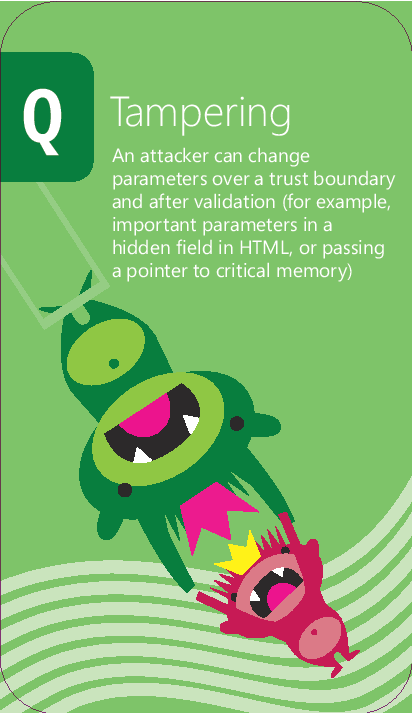 Q
Tampering
An attacker can change
parameters over a trust boundary
and after validation (for example,
important parameters in a
hidden field in HTML, or passing
a pointer to critical memory)